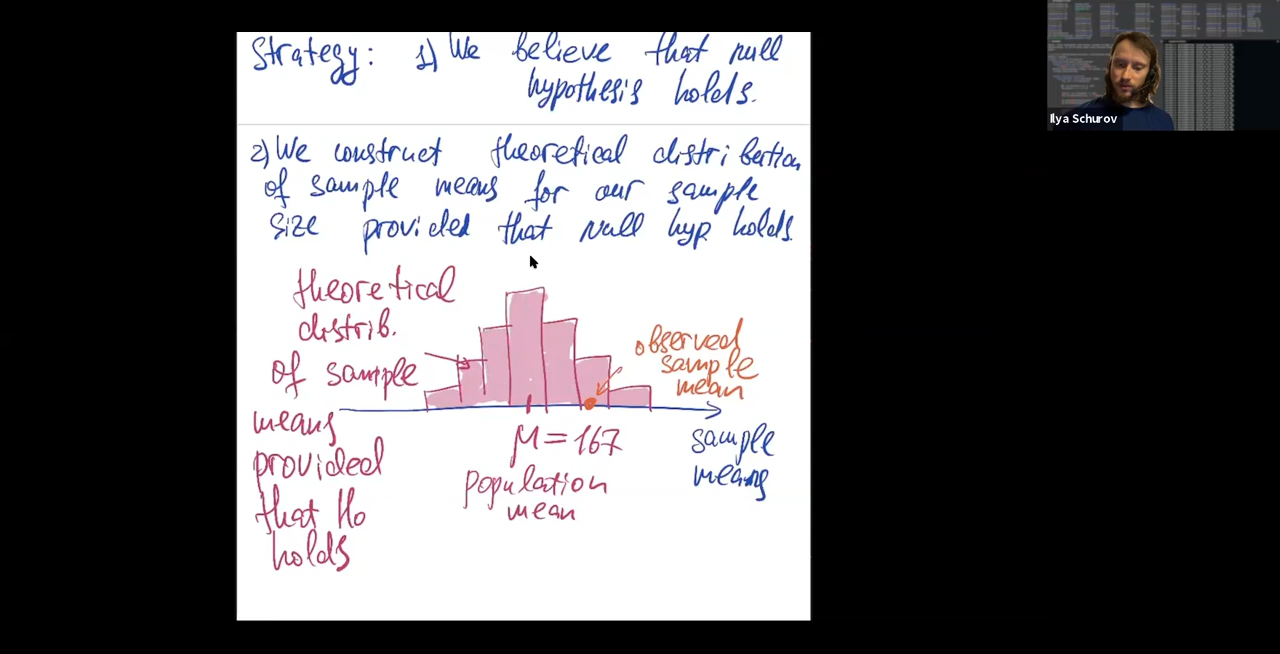 Strategy: 1) We believe that null
hypothesis holds.
2) We construct theoretical distribution
of sample means for our sample
size provided that null hyp. holds.
theoretical
distrib.
of sample
means
provided
that H0
holds
observed
sample
mean
μ = 167
population
mean
sample
means
Ilya Schurov